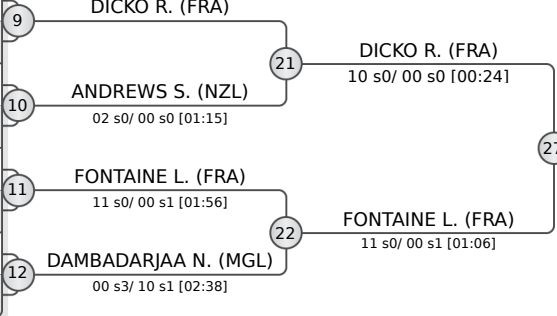 9
DICKO R. (FRA)
21
DICKO R. (FRA)
10 s0/ 00 s0 [00:24]
ANDREWS S. (NZL)
10
02 s0/ 00 s0 [01:15]
27
FONTAINE L. (FRA)
11
11 s0/ 00 s1 [01:56]
22
FONTAINE L. (FRA)
11 s0/ 00 s1 [01:06]
DAMBADARJAA N. (MGL)
12
00 s3/ 10 s1 [02:38]